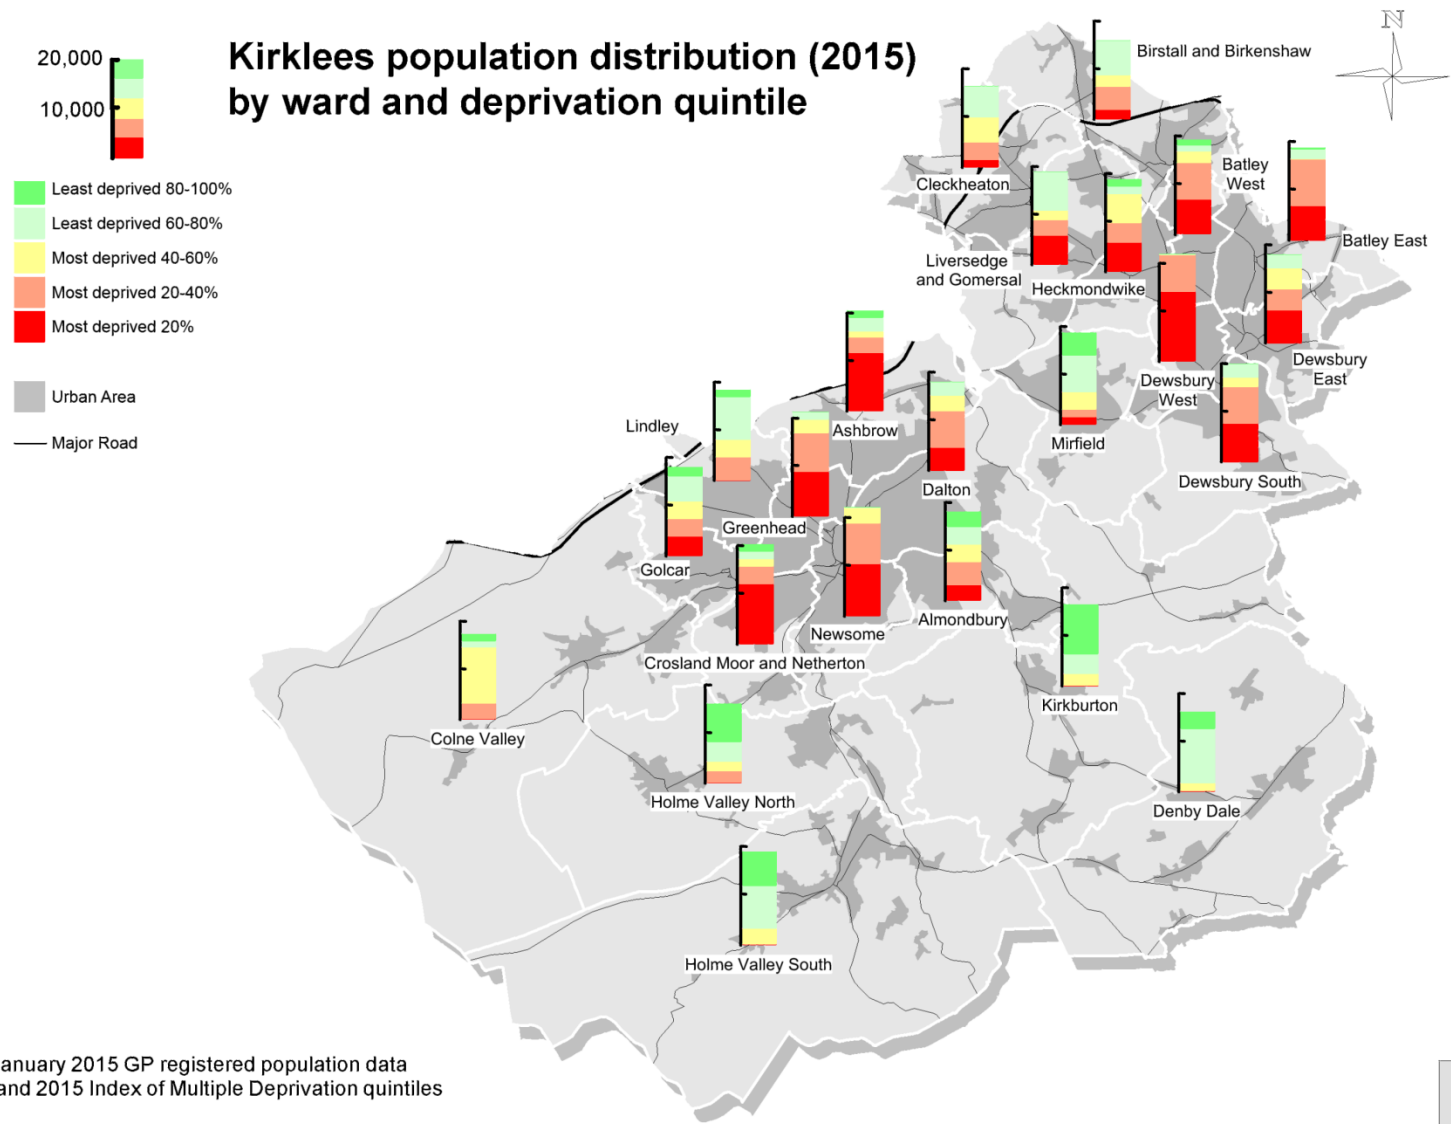 Kirklees population distribution (2015)
by ward and deprivation quintile
20,000
10,000
Least deprived 80-100%
Least deprived 60-80%
Most deprived 40-60%
Most deprived 20-40%
Most deprived 20%
Urban Area
Major Road
N
Birstall and Birkenshaw
Cleckheaton
Batley
West
Batley East
Liversedge
and Gomersal
Heckmondwike
Dewsbury
East
Dewsbury
West
Mirfield
Dewsbury South
Lindley
Ashbrow
Dalton
Greenhead
Golcar
Almondbury
Newsome
Crosland Moor and Netherton
Kirkburton
Colne Valley
Holme Valley North
Denby Dale
Holme Valley South
anuary 2015 GP registered population data
and 2015 Index of Multiple Deprivation quintiles